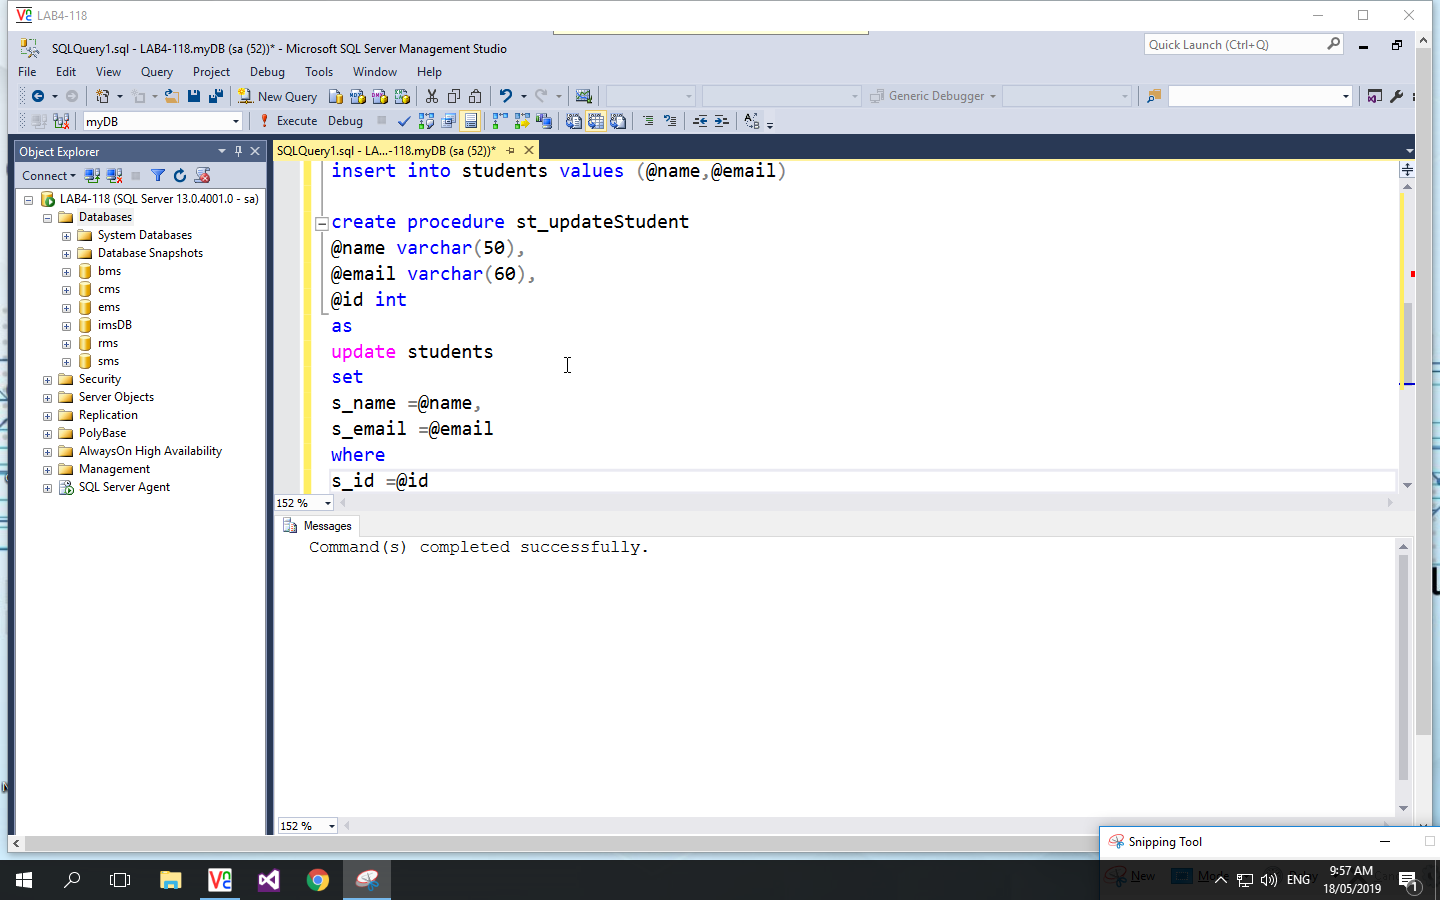 LAB4-118
SQLQuery1.sql - LAB4-118.myDB (sa (52))* - Microsoft SQL Server Management Studio
Quick Launch (Ctrl+Q)
File Edit View Query Project Debug Tools Window Help
New Query
Generic Debugger
myDB
Execute Debug
Object Explorer
SQLQuery1.sql - LA...-118.myDB (sa (52))*
Connect
LAB4-118 (SQL Server 13.0.4001.0 - sa)
Databases
System Databases
Database Snapshots
bms
cms
ems
imsDB
rms
sms
Security
Server Objects
Replication
PolyBase
AlwaysOn High Availability
Management
SQL Server Agent
insert into students values (@name,@email)
create procedure st_updateStudent
@name varchar(50),
@email varchar(60),
@id int
as
update students
set
s_name =@name,
s_email =@email
where
s_id =@id
152 %
Messages
Command(s) completed successfully.
152 %
Snipping Tool
New
ENG
9:57 AM
18/05/2019
1